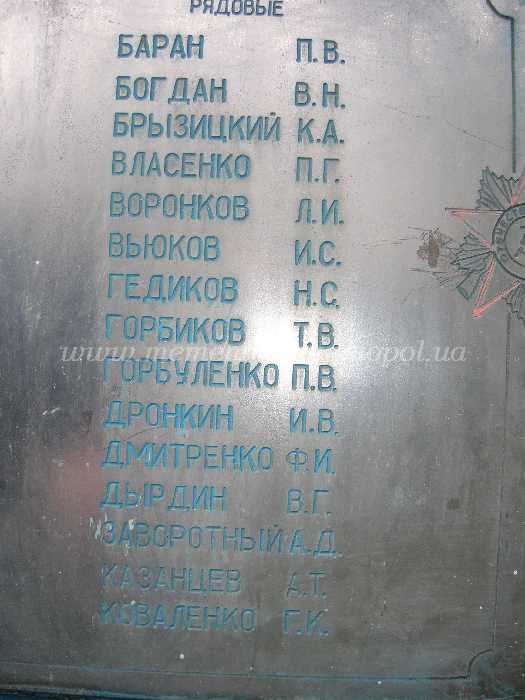 РЯДОВЫЕ
БАРАН П.В.
БОГДАН В.Н.
БРЫЗИЦКИЙ К.А.
ВЛАСЕНКО П.Г.
ВОРОНКОВ Л.И.
ВЬЮКОВ И.С.
ГЕДИКОВ Н.С.
ГОРБИКОВ Т.В.
ГОРБУЛЕНКО П.В.
ДРОНКИН И.В.
ДМИТРЕНКО Ф.И.
ДЫРДИН В.Г.
ЗАВОРОТНЫЙ А.Д.
КАЗАНЦЕВ А.Т.
КОВАЛЕНКО Г.К.